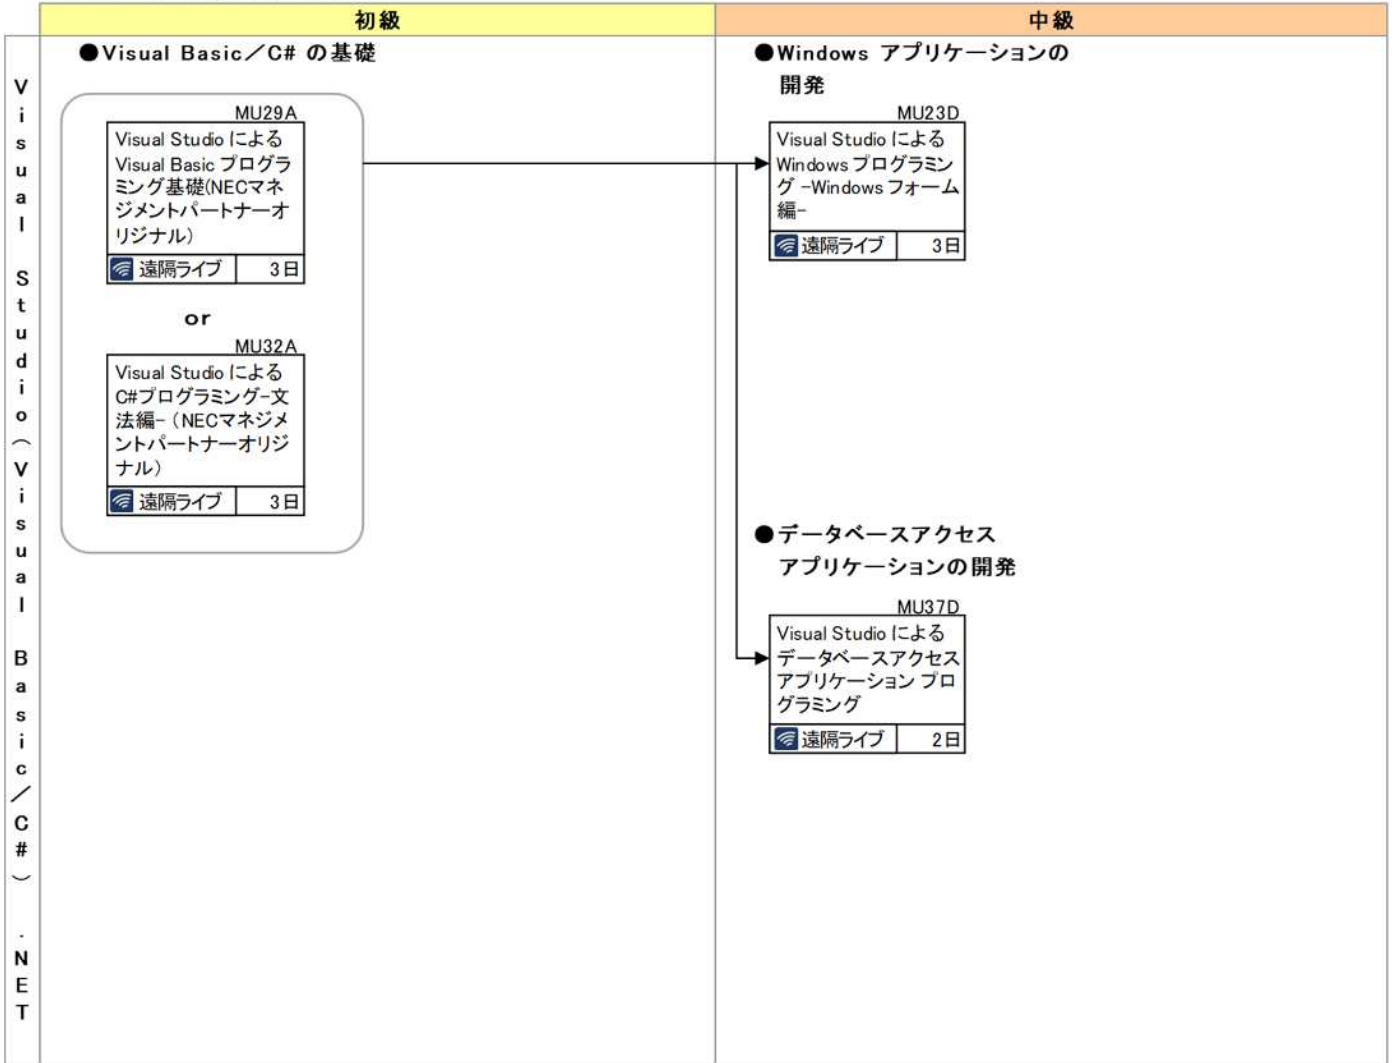 初級
中級
●Visual Basic／C# の基礎
MU29A
Visual Studio による
Visual Basic プログラ
ミング基礎(NECマネ
ジメントパートナーオ
リジナル）
遠隔ライブ 3日
or
MU32A
Visual Studio による
C#プログラミング-文
法編-（NECマネジメ
ントパートナーオリジ
ナル）
遠隔ライブ 3日
●Windows アプリケーションの
開発
MU23D
Visual Studio による
Windows プログラミン
グ -Windows フォーム
編-
遠隔ライブ 3日
●データベースアクセス
アプリケーションの開発
MU37D
Visual Studio による
データベースアクセス
アプリケーション プロ
グラミング
遠隔ライブ 2日
Visual Studio（Visual Basic／C#） .NET